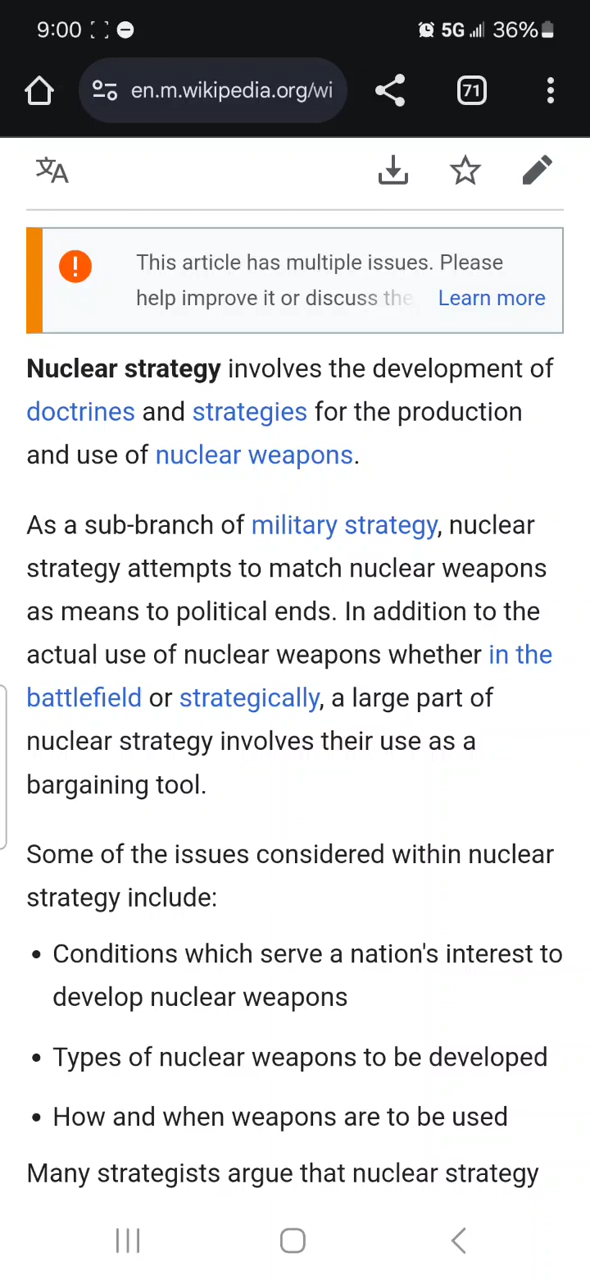 9:00 5G 36%
en.m.wikipedia.org/wi 71
文A
This article has multiple issues. Please
help improve it or discuss the Learn more
Nuclear strategy involves the development of
doctrines and strategies for the production
and use of nuclear weapons.
As a sub-branch of military strategy, nuclear
strategy attempts to match nuclear weapons
as means to political ends. In addition to the
actual use of nuclear weapons whether in the
battlefield or strategically, a large part of
nuclear strategy involves their use as a
bargaining tool.
Some of the issues considered within nuclear
strategy include:
• Conditions which serve a nation's interest to
develop nuclear weapons
• Types of nuclear weapons to be developed
• How and when weapons are to be used
Many strategists argue that nuclear strategy